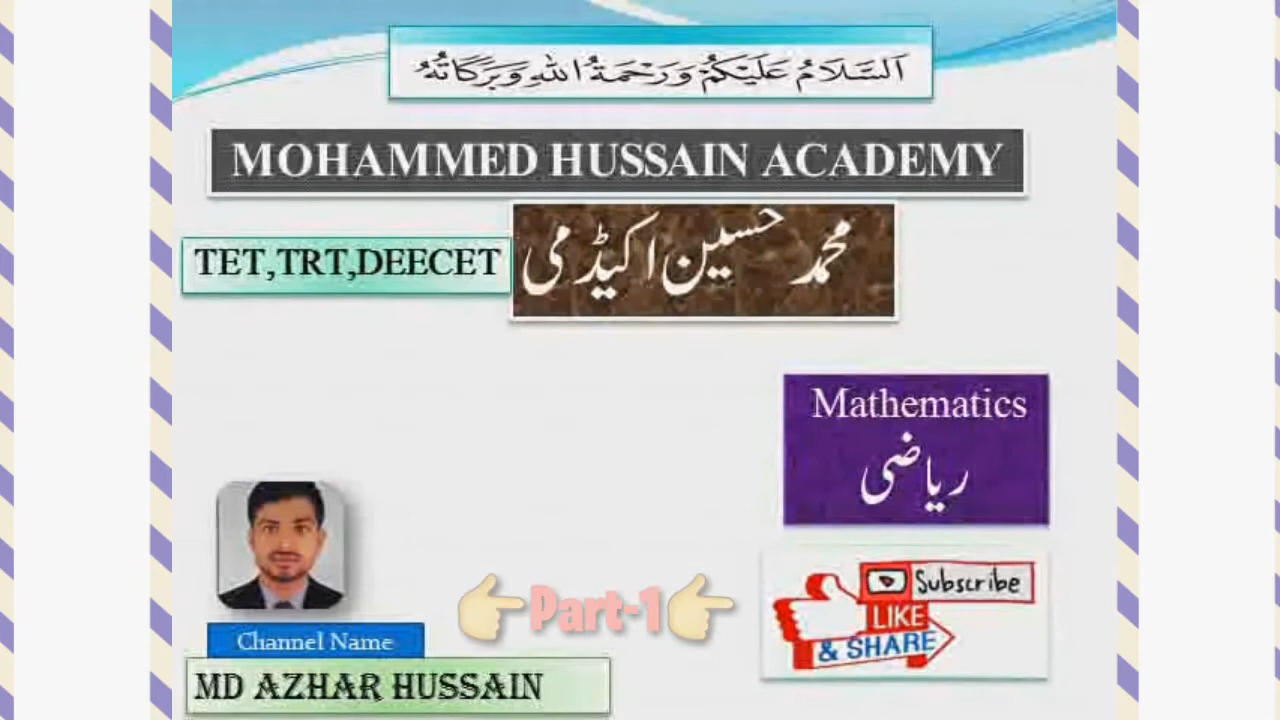 اَلسَّلَامُ عَلَيْكُمْ وَرَحْمَةُ اللهِ وَبَرَكَاتُهُ
MOHAMMED HUSSAIN ACADEMY
TET,TRT,DEECET
محمد حسین اکیڈمی
Mathematics
ریاضی
Subscribe
LIKE
& SHARE
👉Part-1👉
Channel Name
MD AZHAR HUSSAIN